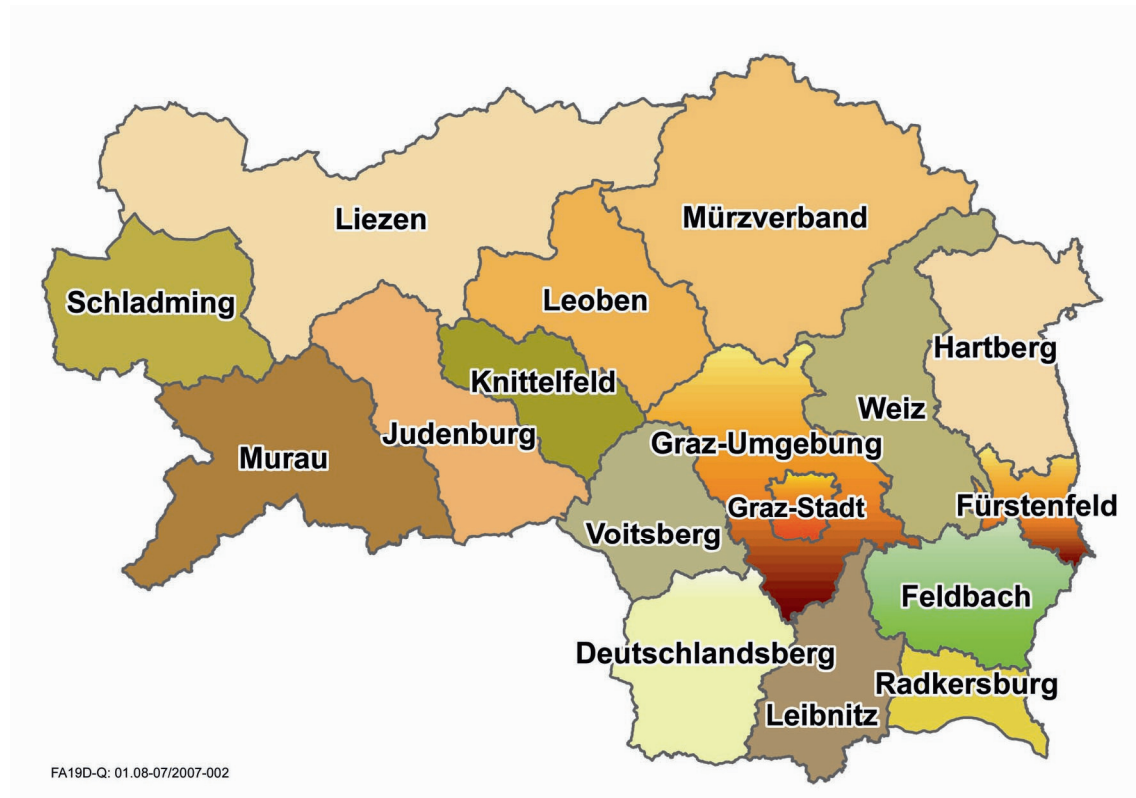 Mürzverband
Liezen
Schladming
Leoben
Hartberg
Knittelfeld
Weiz
Judenburg
Graz-Umgebung
Murau
Fürstenfeld
Graz-Stadt
Voitsberg
Feldbach
Deutschlandsberg
Radkersburg
Leibnitz
FA19D-Q: 01.08-07/2007-002